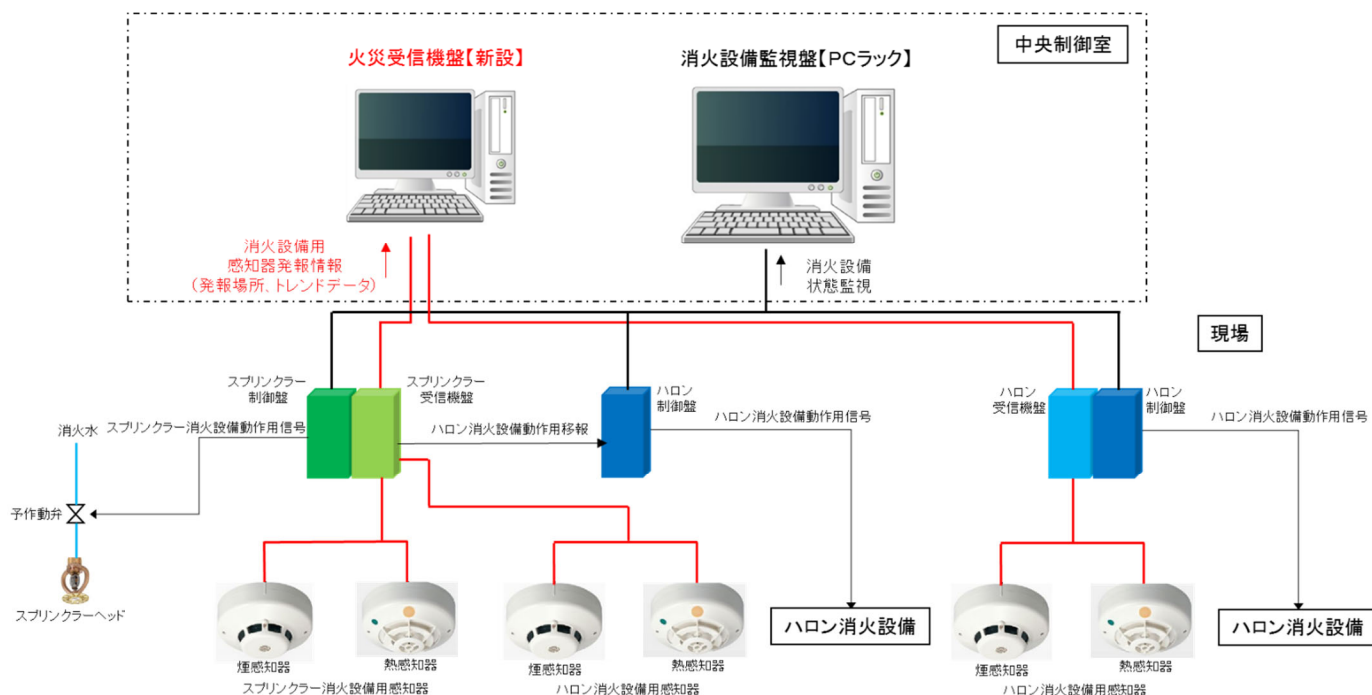 中央制御室
火災受信機盤【新設】
消火設備監視盤【PCラック】
消火設備用
感知器発報情報
(発報場所、トレンドデータ)
消火設備
状態監視
現場
スプリンクラー
制御盤
スプリンクラー
受信機盤
ハロン
制御盤
ハロン
受信機盤
ハロン
制御盤
消火水
スプリンクラー消火設備動作用信号
ハロン消火設備動作用移報
ハロン消火設備動作用信号
ハロン消火設備動作用信号
予作動弁
スプリンクラーヘッド
煙感知器
熱感知器
スプリンクラー消火設備用感知器
煙感知器
熱感知器
ハロン消火設備用感知器
ハロン消火設備
煙感知器
熱感知器
ハロン消火設備用感知器
ハロン消火設備